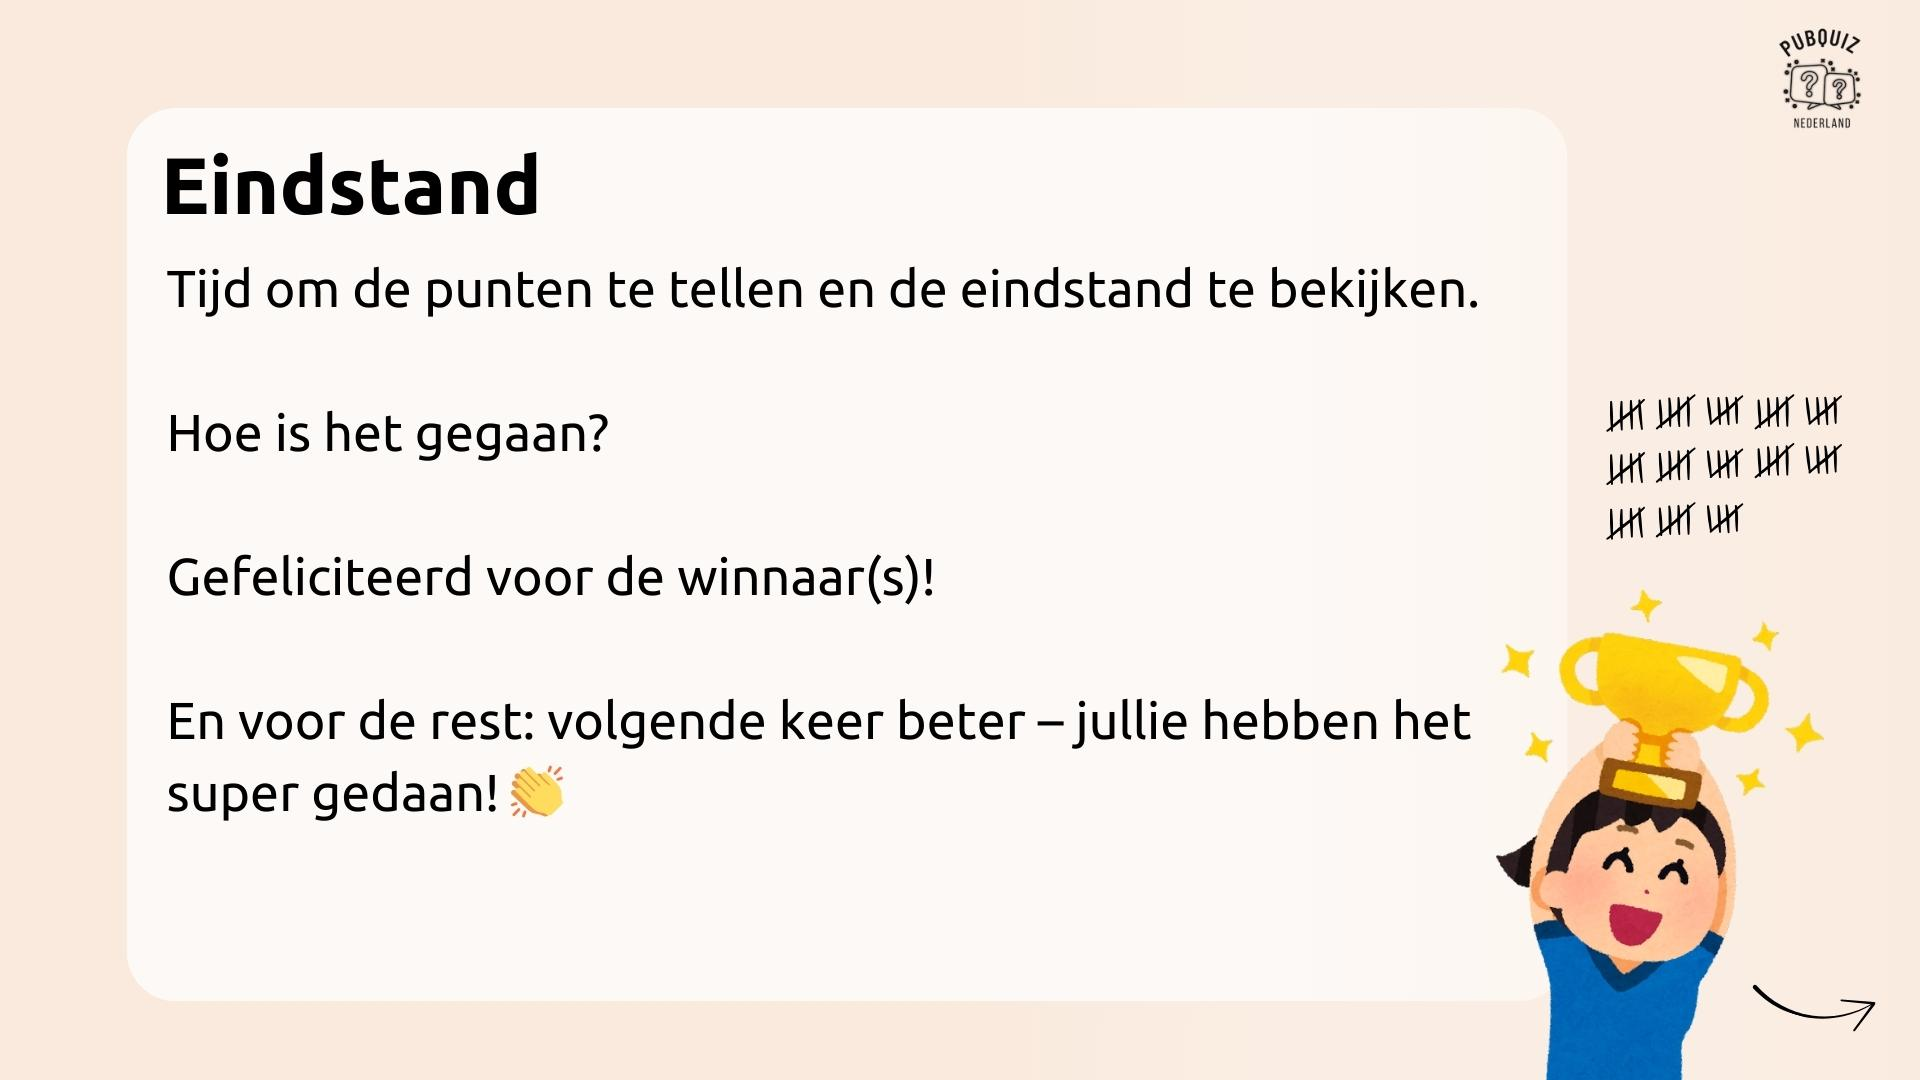 PUBQUIZ
? ?
NEDERLAND
Eindstand
Tijd om de punten te tellen en de eindstand te bekijken.
Hoe is het gegaan?
Gefeliciteerd voor de winnaar(s)!
En voor de rest: volgende keer beter – jullie hebben het
super gedaan! 👏